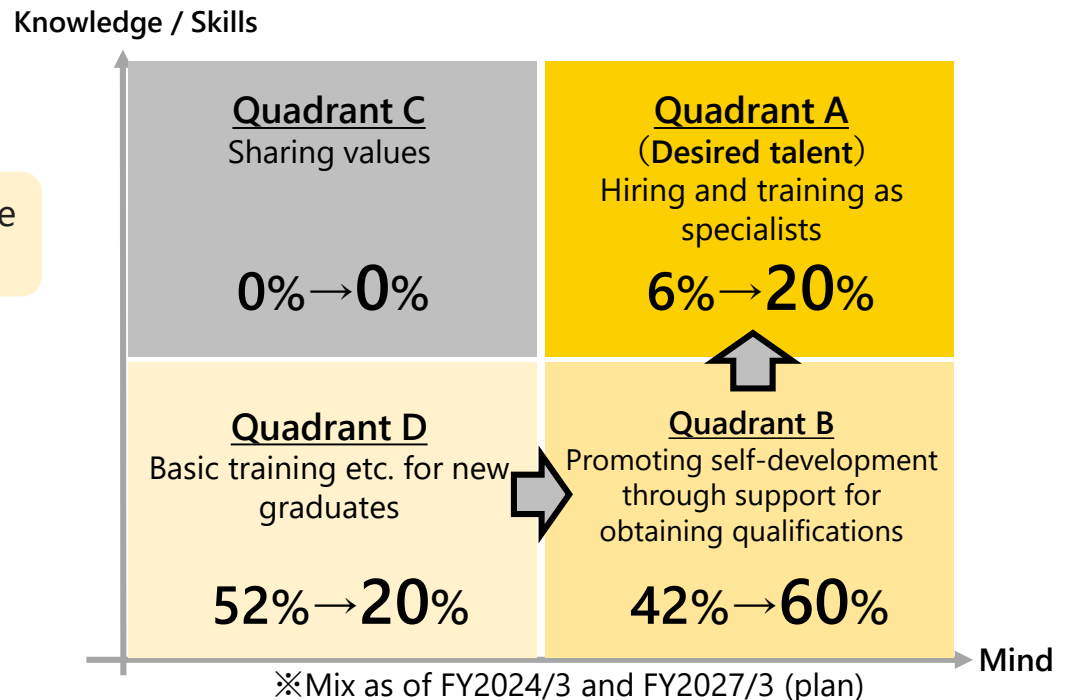 Knowledge / Skills
e
Quadrant C
Sharing values
0%→0%
Quadrant A
（Desired talent）
Hiring and training as
specialists
6%→20%
Quadrant D
Basic training etc. for new
graduates
52%→20%
Quadrant B
Promoting self-development
through support for
obtaining qualifications
42%→60%
Mind
※Mix as of FY2024/3 and FY2027/3 (plan)